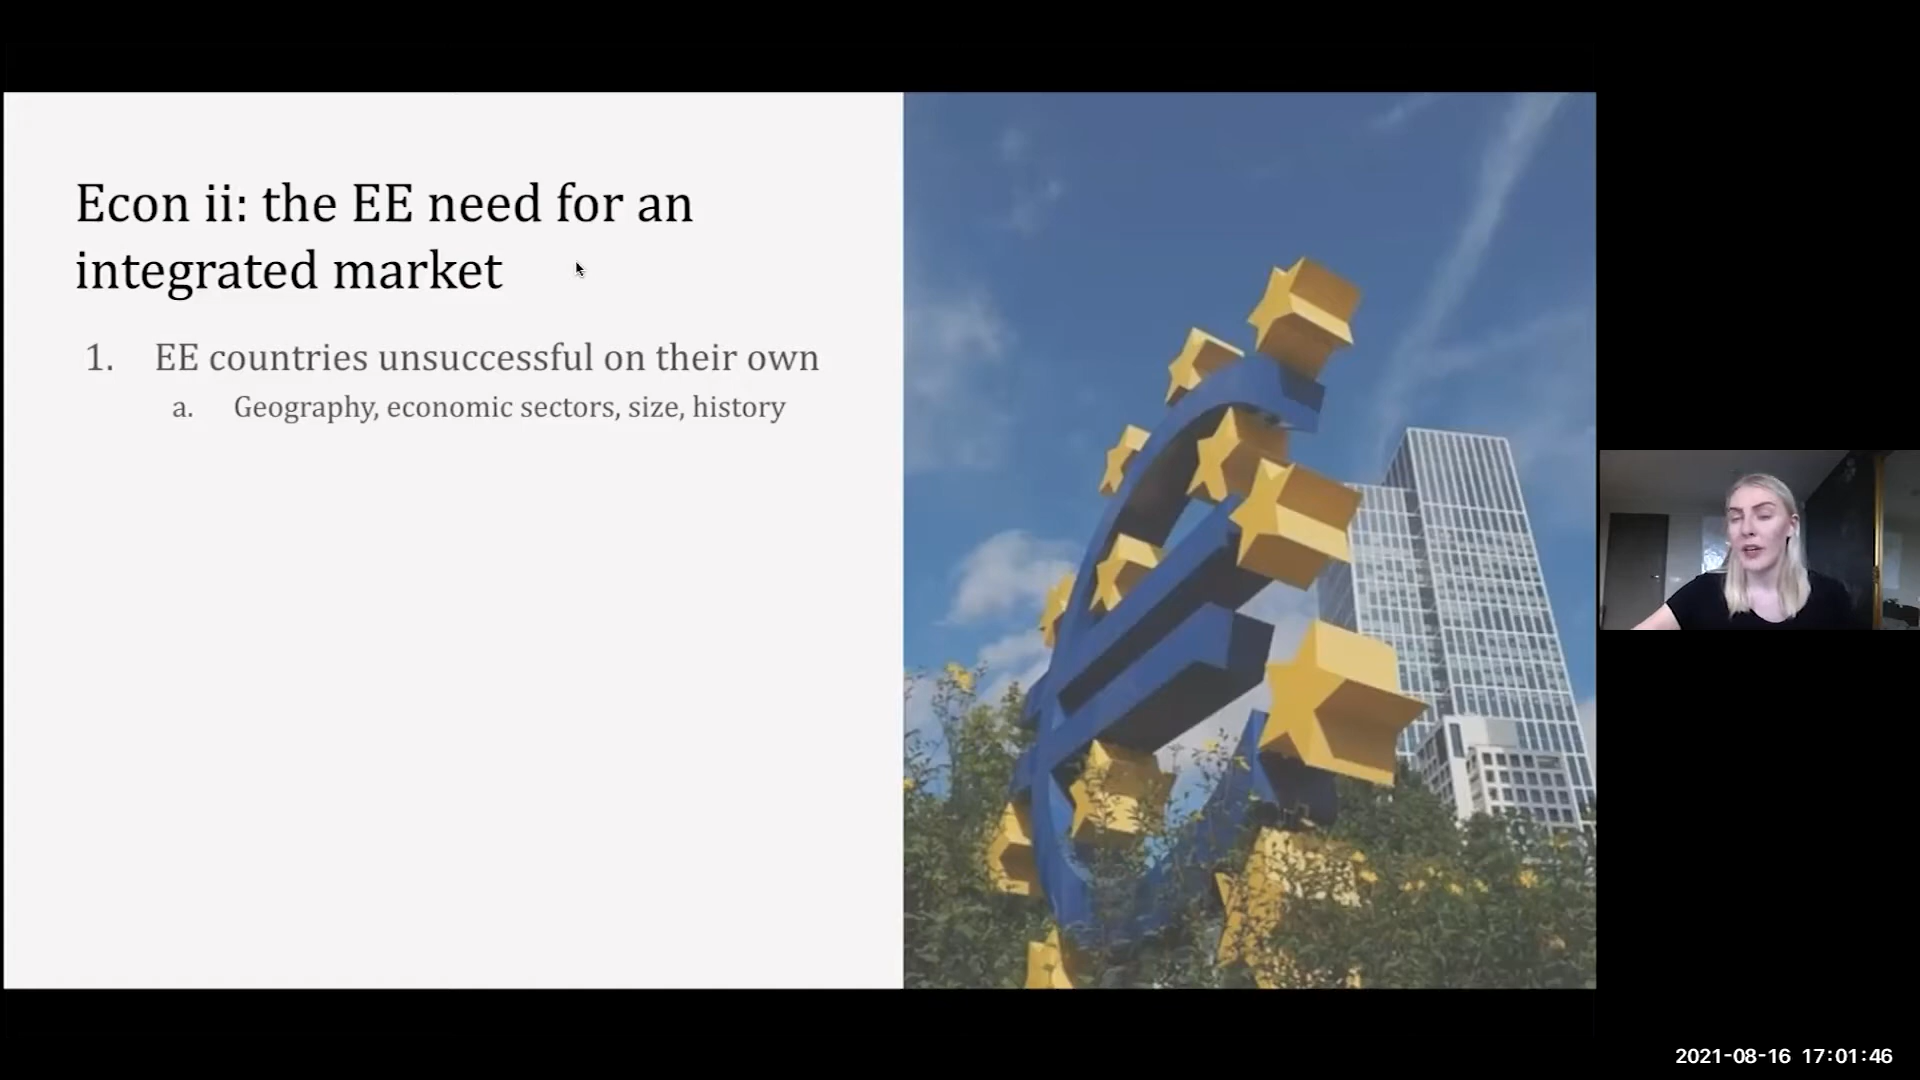 Econ ii: the EE need for an
integrated market
1. EE countries unsuccessful on their own
a. Geography, economic sectors, size, history
2021-08-16 17:01:46